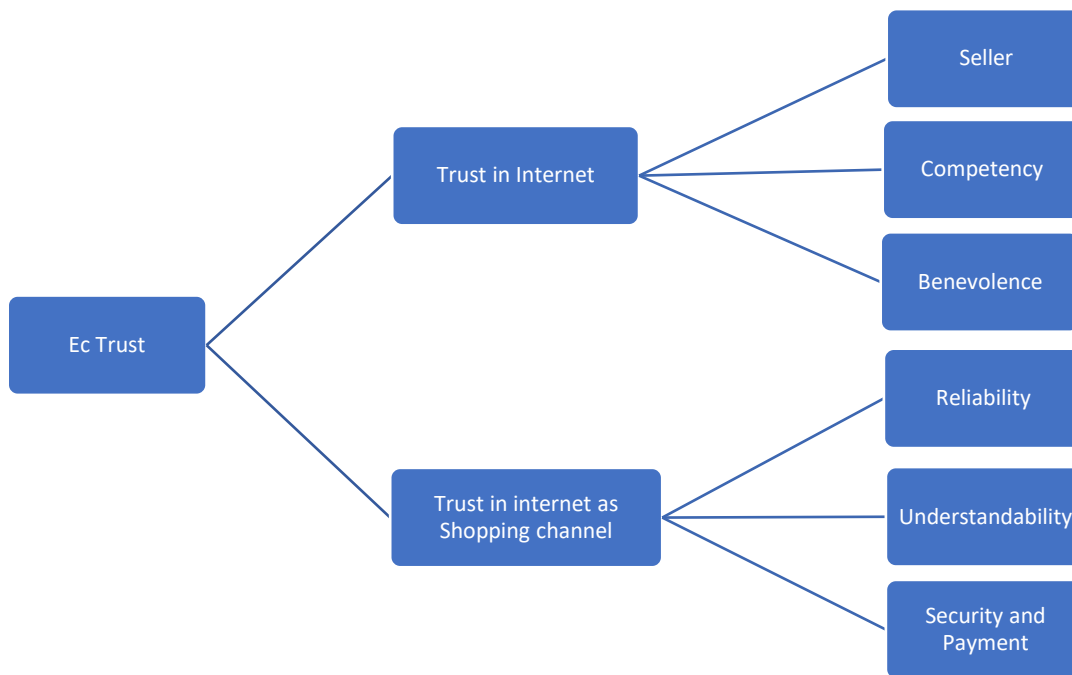 Seller
Trust in Internet
Competency
Benevolence
Ec Trust
Reliability
Trust in internet as
Shopping channel
Understandability
Security and
Payment